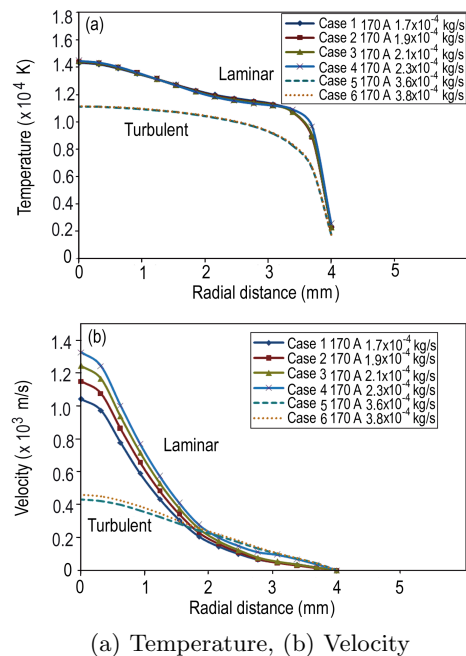 (a)
Case 1 170 A 1.7x10⁻⁴ kg/s
Case 2 170 A 1.9x10⁻⁴ kg/s
Case 3 170 A 2.1x10⁻⁴ kg/s
Case 4 170 A 2.3x10⁻⁴ kg/s
Case 5 170 A 3.6x10⁻⁴ kg/s
Case 6 170 A 3.8x10⁻⁴ kg/s
Laminar
Turbulent
Temperature (x 10⁴ K)
1.8
1.6
1.4
1.2
1.0
0.8
0.6
0.4
0.2
0
0
1
2
3
4
5
Radial distance (mm)
(b)
Case 1 170 A 1.7x10⁻⁴ kg/s
Case 2 170 A 1.9x10⁻⁴ kg/s
Case 3 170 A 2.1x10⁻⁴ kg/s
Case 4 170 A 2.3x10⁻⁴ kg/s
Case 5 170 A 3.6x10⁻⁴ kg/s
Case 6 170 A 3.8x10⁻⁴ kg/s
Laminar
Turbulent
Velocity (x 10³ m/s)
1.4
1.2
1.0
0.8
0.6
0.4
0.2
0
0
1
2
3
4
5
Radial distance (mm)
(a) Temperature, (b) Velocity